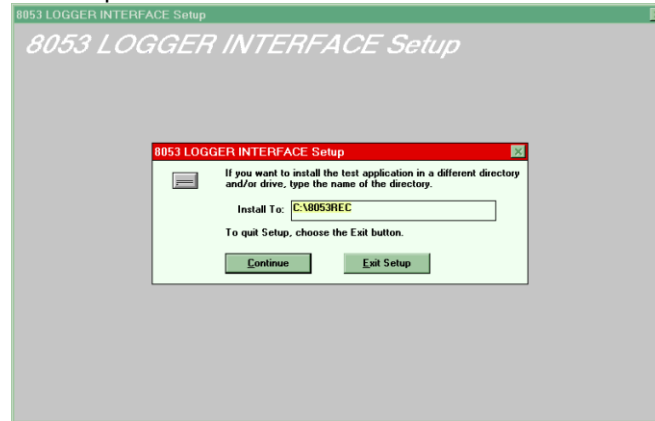 8053 LOGGER INTERFACE Setup
8053 LOGGER INTERFACE Setup
8053 LOGGER INTERFACE Setup
If you want to install the test application in a different directory
and/or drive, type the name of the directory.
Install To: C:\8053REC
To quit Setup, choose the Exit button.
Continue Exit Setup